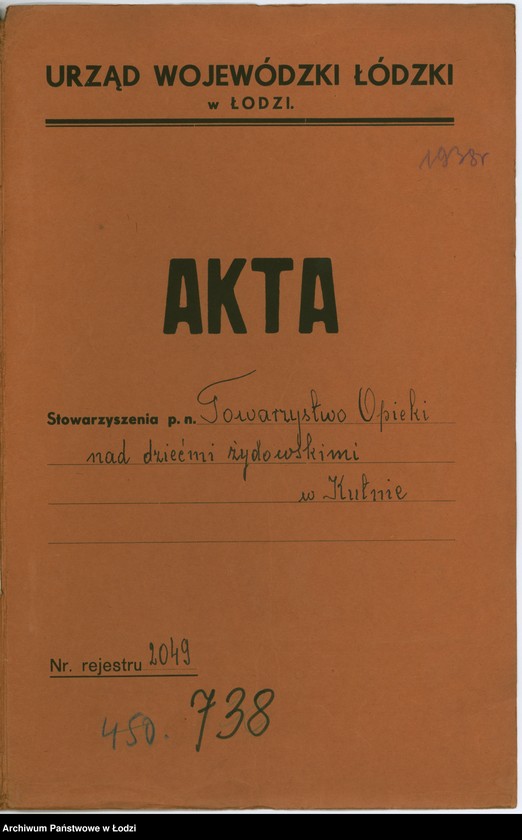 URZĄD WOJEWÓDZKI ŁÓDZKI
w ŁODZI.
1938r
AKTA
Stowarzyszenia p. n. Towarzystwo Opieki
nad dziećmi żydowskimi
w Kutnie
Nr. rejestru 2049
450. 738
Archiwum Państwowe w Łodzi